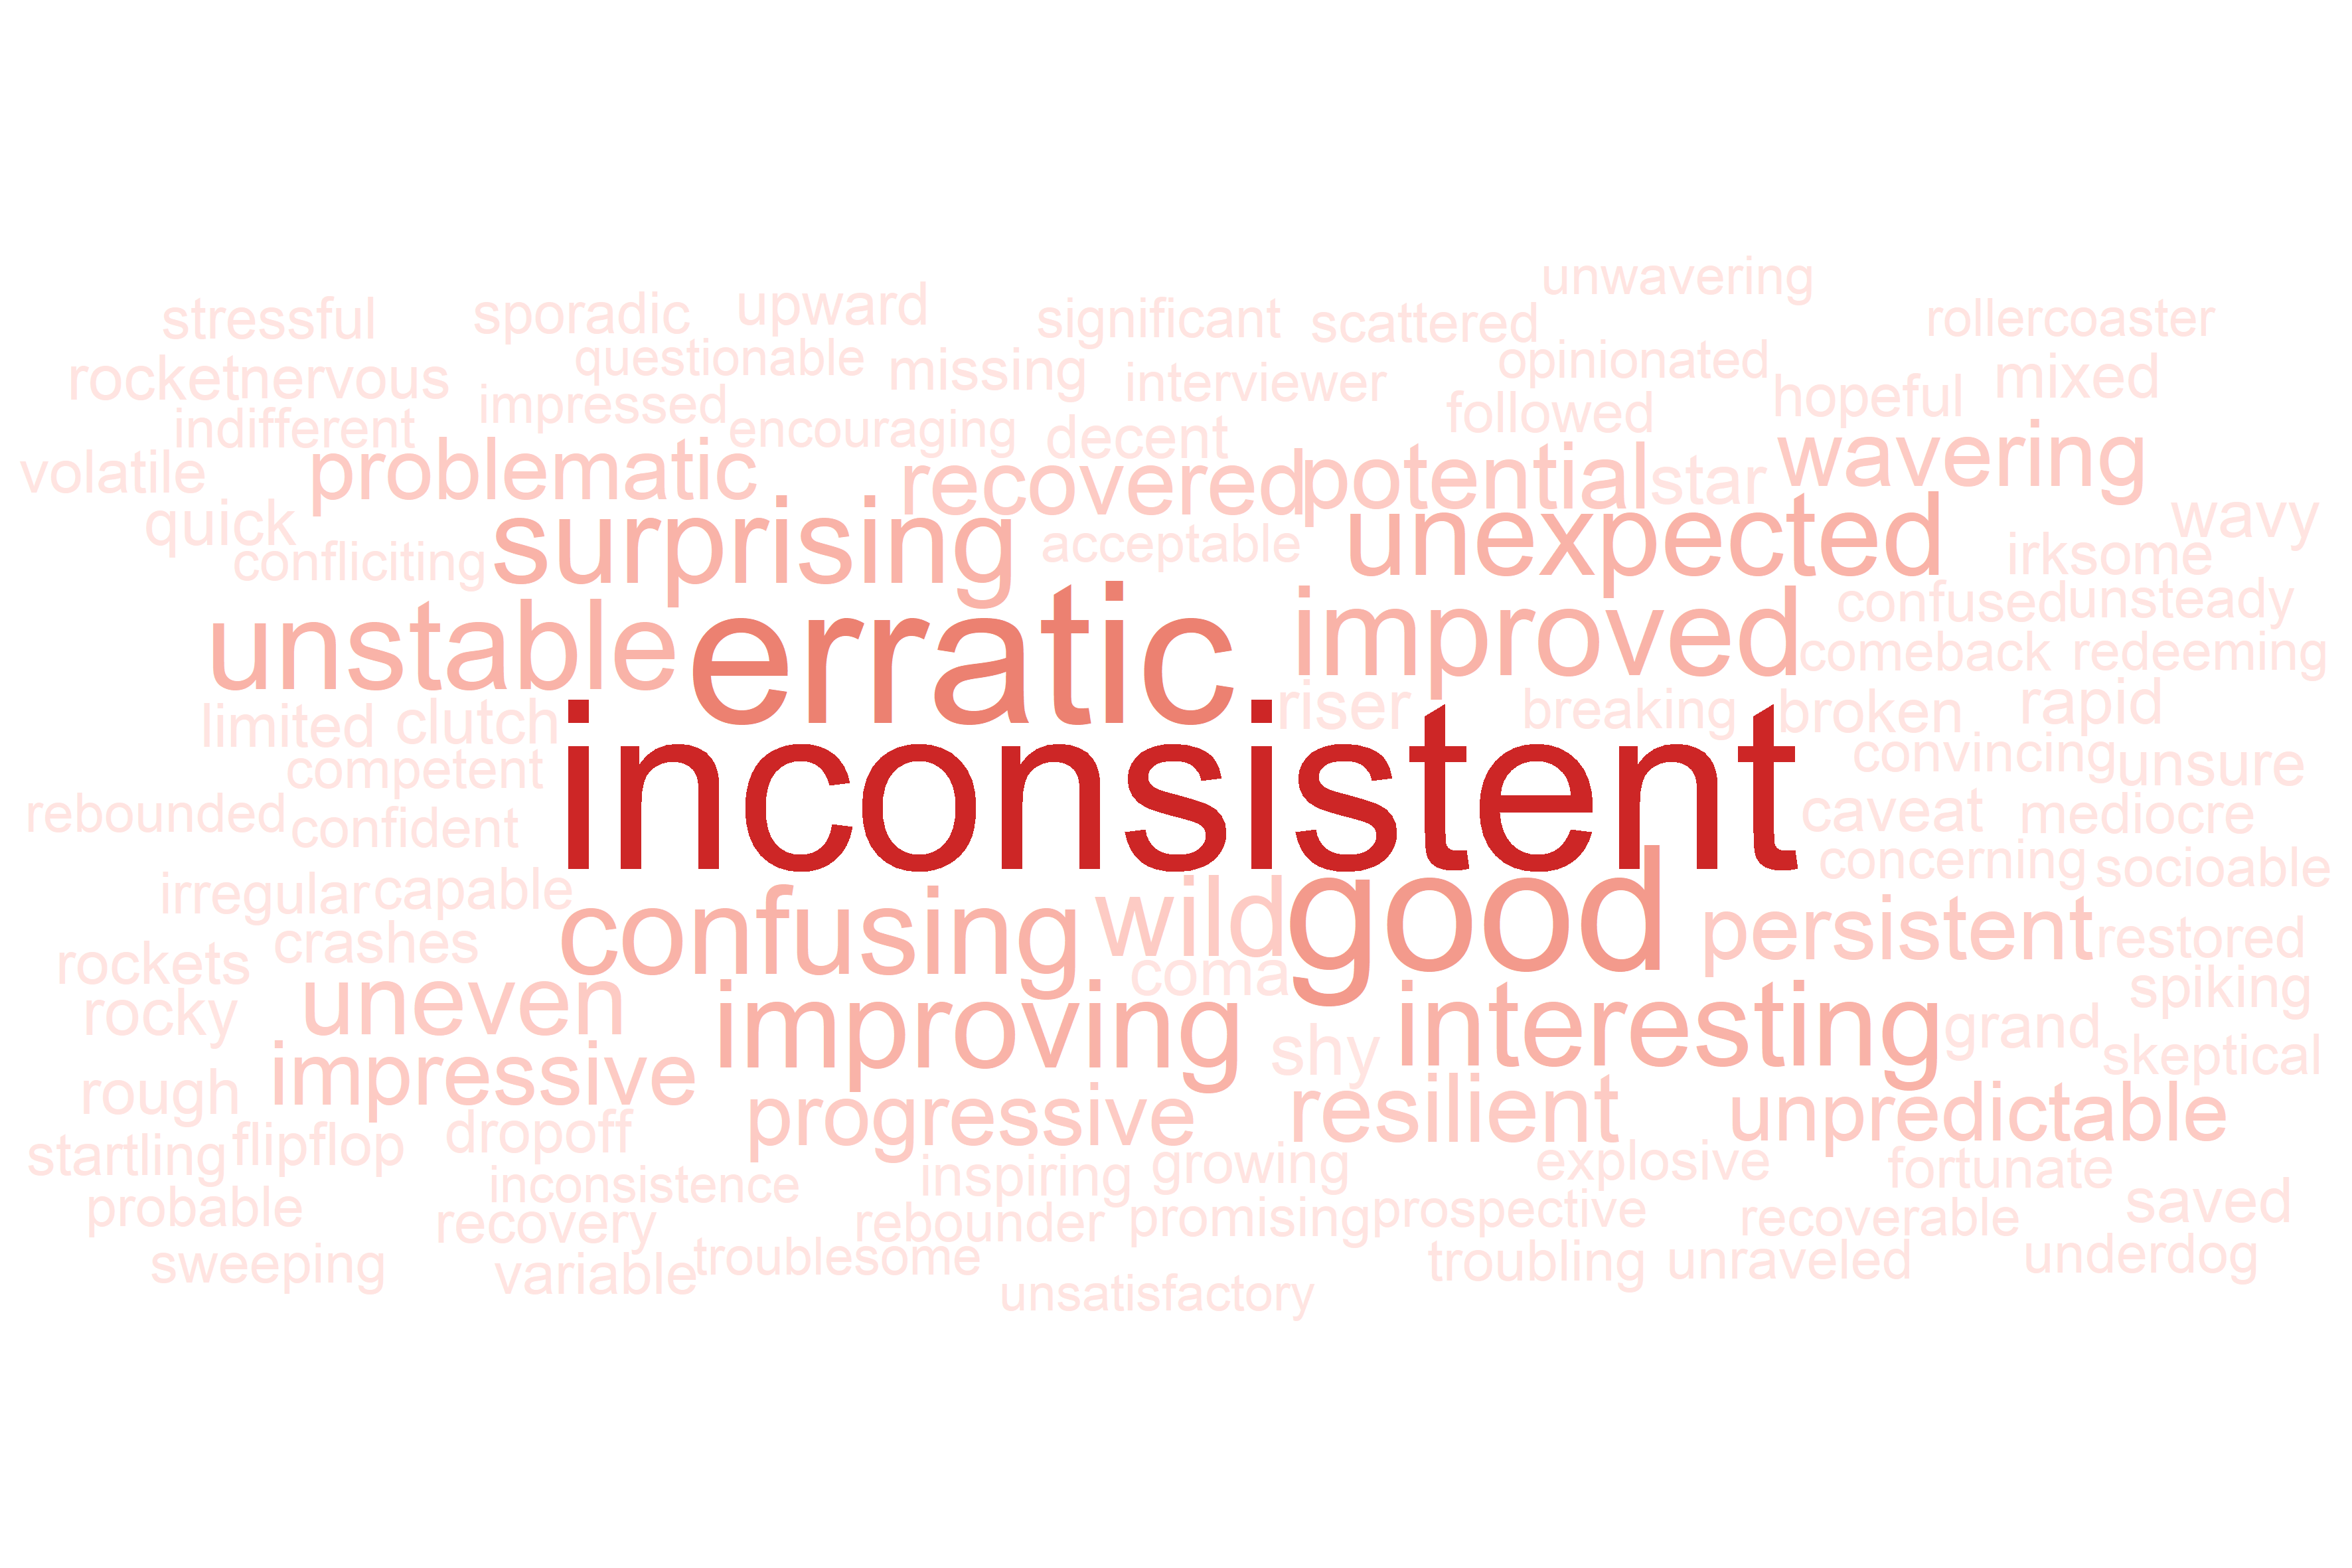 unwavering
stressful sporadic upward significant scattered rollercoaster
rocket nervous questionable missing interviewer opinionated hopeful mixed
indifferent impressed encouraging decent followed
volatile problematic recovered potential star wavering
quick confliciting surprising acceptable unexpected irksome wavy
unstable erratic improved confused unsteady
comeback redeeming
limited clutch riser breaking broken rapid
competent inconsistent convincing unsure
rebounded confident caveat mediocre
irregular capable concerning socioable
crashes confusing wild good persistent restored
rockets coma spiking
rocky uneven improving shy interesting grand skeptical
rough impressive progressive resilient unpredictable
startling flipflop dropoff inconsistence inspiring growing explosive fortunate
probable recovery rebounder promising prospective recoverable saved
sweeping variable troublesome troubling unraveled underdog
unsatisfactory